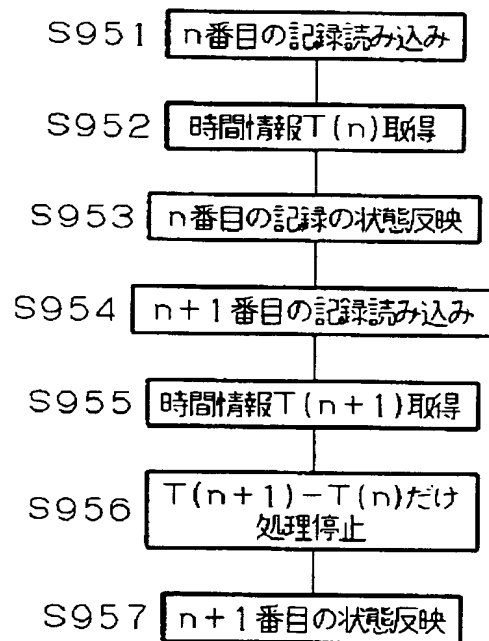 S951 n番目の記録読み込み
S952 時間情報T(n)取得
S953 n番目の記録の状態反映
S954 n+1番目の記録読み込み
S955 時間情報T(n+1)取得
S956 T(n+1)-T(n)だけ
処理停止
S957 n+1番目の状態反映